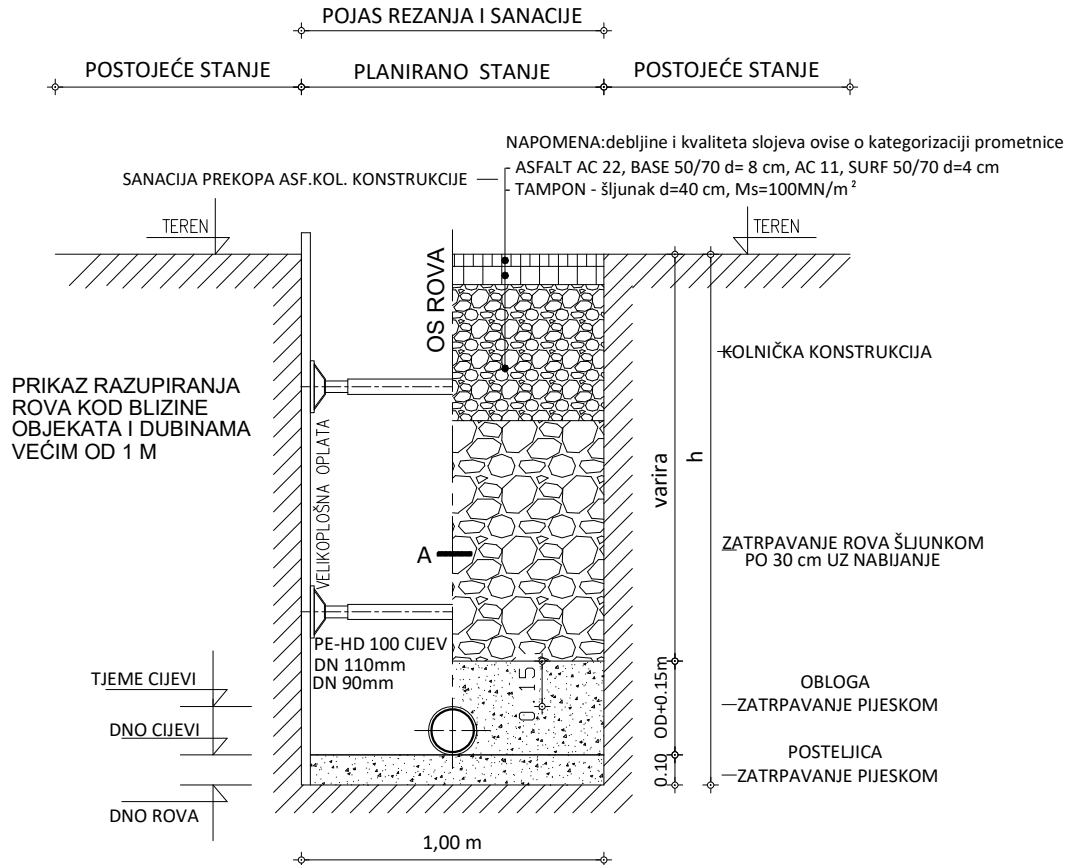 POJAS REZANJA I SANACIJE
POSTOJEĆE STANJE
PLANIRANO STANJE
POSTOJEĆE STANJE
NAPOMENA:debljine i kvaliteta slojeva ovise o kategorizaciji prometnice
SANACIJA PREKOPA ASF.KOL. KONSTRUKCIJE
ASFALT AC 22, BASE 50/70 d= 8 cm, AC 11, SURF 50/70 d=4 cm
TAMPON - šljunak d=40 cm, Ms=100MN/m²
TEREN
TEREN
OS ROVA
KOLNIČKA KONSTRUKCIJA
PRIKAZ RAZUPIRANJA
ROVA KOD BLIZINE
OBJEKATA I DUBINAMA
VEĆIM OD 1 M
VELIKOPLOŠNA OPLATA
varira
h
A
ZATRPAVANJE ROVA ŠLJUNKOM
PO 30 cm UZ NABIJANJE
PE-HD 100 CIJEV
DN 110mm
DN 90mm
0.15
OD+0.15m
TJEME CIJEVI
OBLOGA
ZATRPAVANJE PIJESKOM
DNO CIJEVI
0.10
POSTELJICA
ZATRPAVANJE PIJESKOM
DNO ROVA
1,00 m